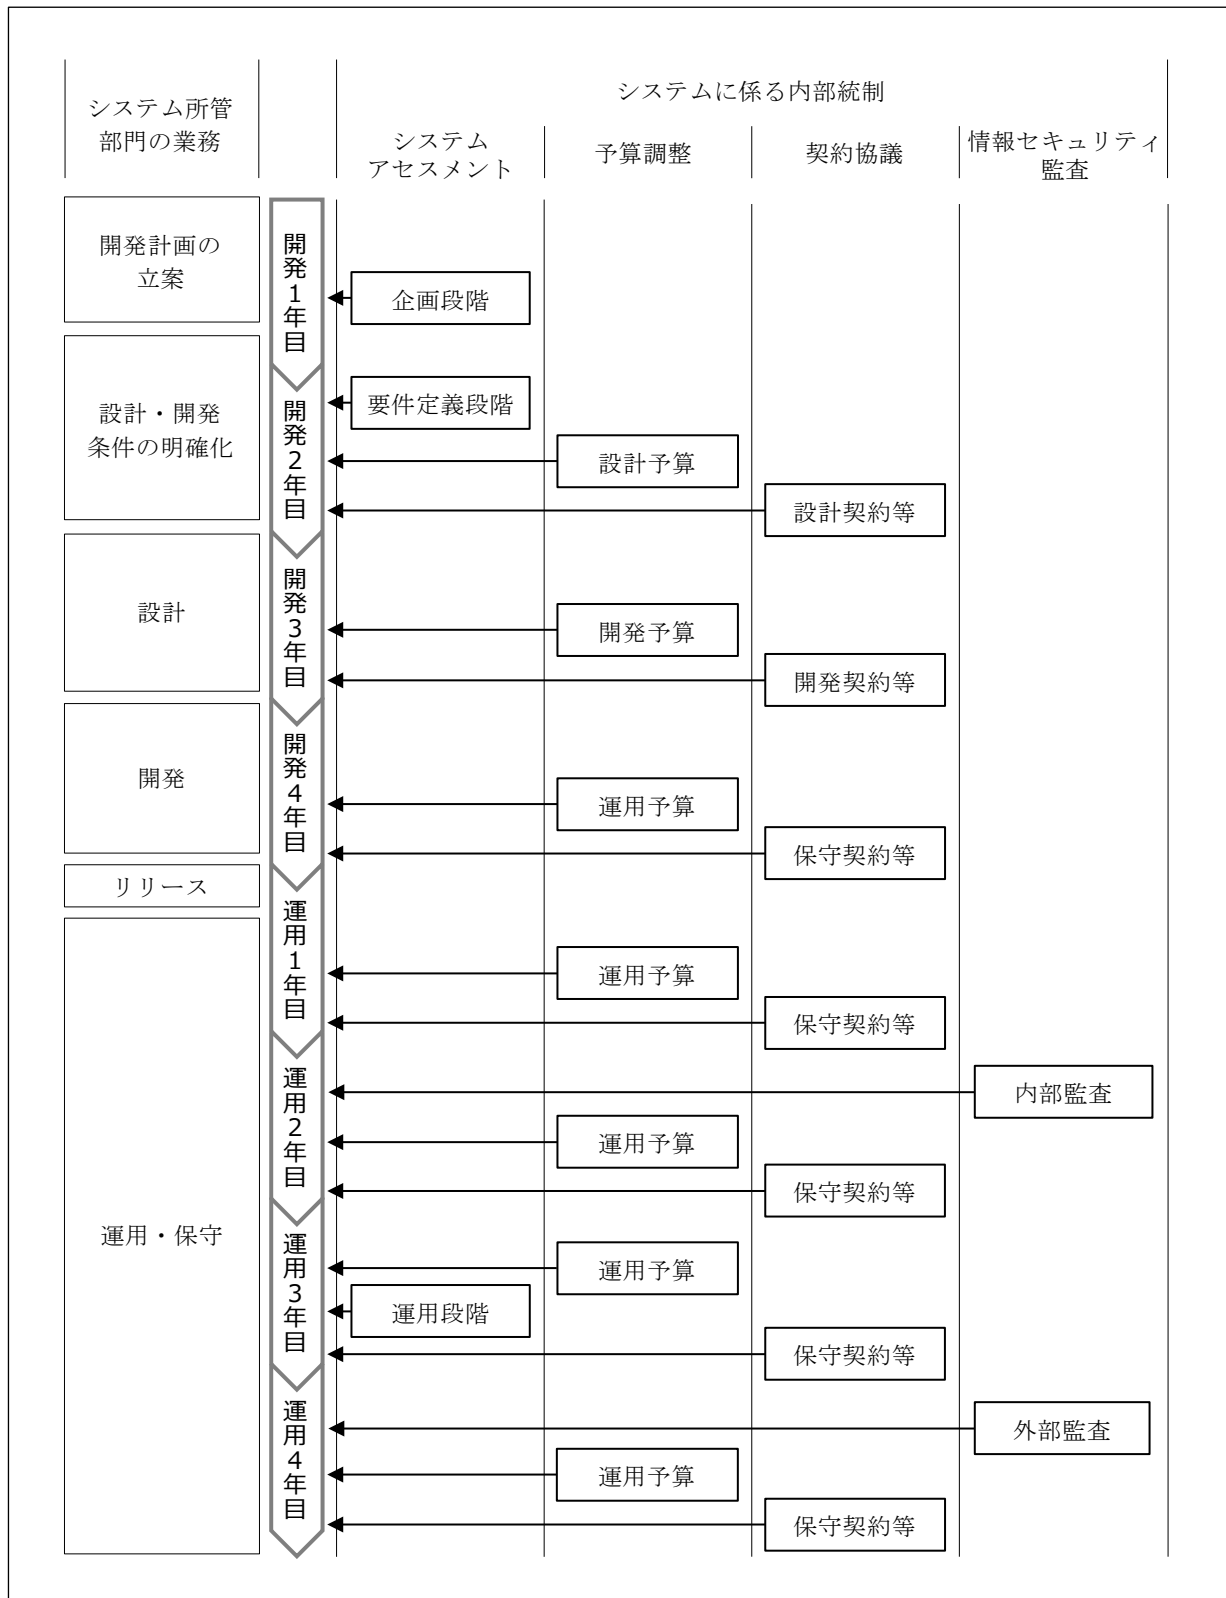 システム所管
部門の業務
システムに係る内部統制
システム
アセスメント
予算調整
契約協議
情報セキュリティ
監査
開発計画の
立案
開発1年目
企画段階
設計・開発
条件の明確化
開発2年目
要件定義段階
設計予算
設計契約等
設計
開発3年目
開発予算
開発契約等
開発
開発4年目
運用予算
保守契約等
リリース
運用・保守
運用1年目
運用予算
保守契約等
運用2年目
内部監査
運用予算
保守契約等
運用3年目
運用予算
運用段階
保守契約等
運用4年目
外部監査
運用予算
保守契約等